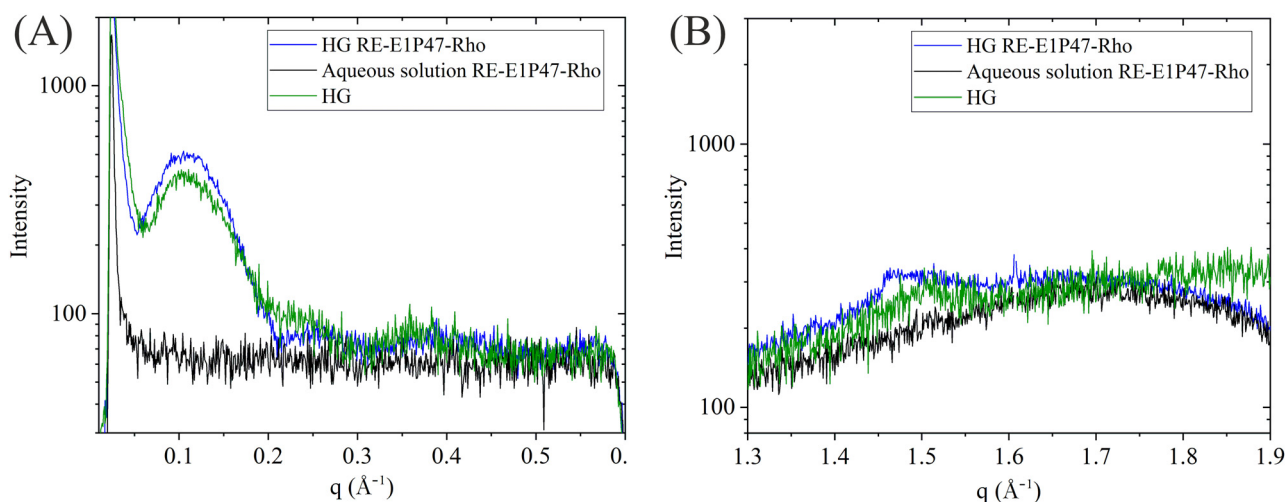 (A)
HG RE-E1P47-Rho
Aqueous solution RE-E1P47-Rho
HG
1000
100
Intensity
0.1 0.2 0.3 0.4 0.5 0.
q (Å⁻¹)
(B)
HG RE-E1P47-Rho
Aqueous solution RE-E1P47-Rho
HG
1000
100
Intensity
1.3 1.4 1.5 1.6 1.7 1.8 1.9
q (Å⁻¹)